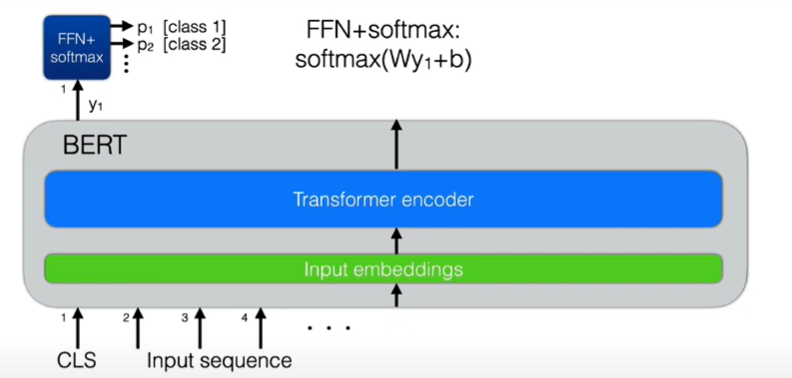 FFN+
softmax
p₁ [class 1]
p₂ [class 2]
FFN+softmax:
softmax(Wy₁+b)
1
y₁
BERT
Transformer encoder
Input embeddings
1 2 3 4 . . .
CLS Input sequence